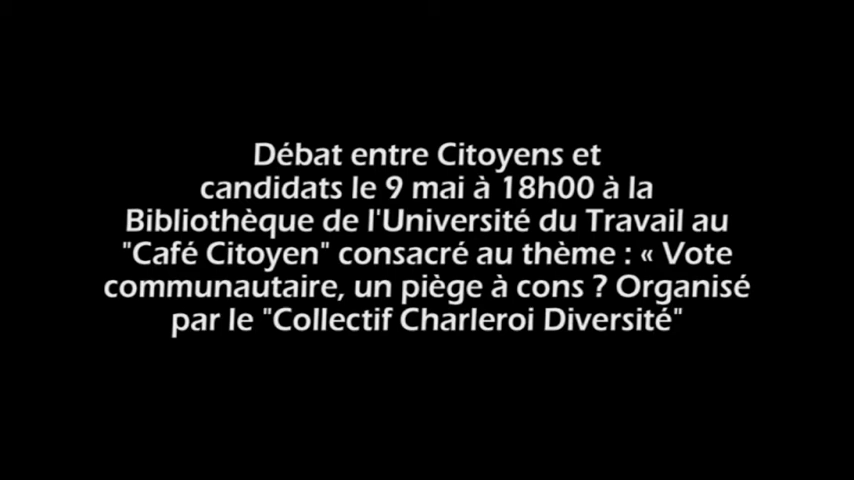 Débat entre Citoyens et
candidats le 9 mai à 18h00 à la
Bibliothèque de l'Université du Travail au
"Café Citoyen" consacré au thème : « Vote
communautaire, un piège à cons ? Organisé
par le "Collectif Charleroi Diversité"